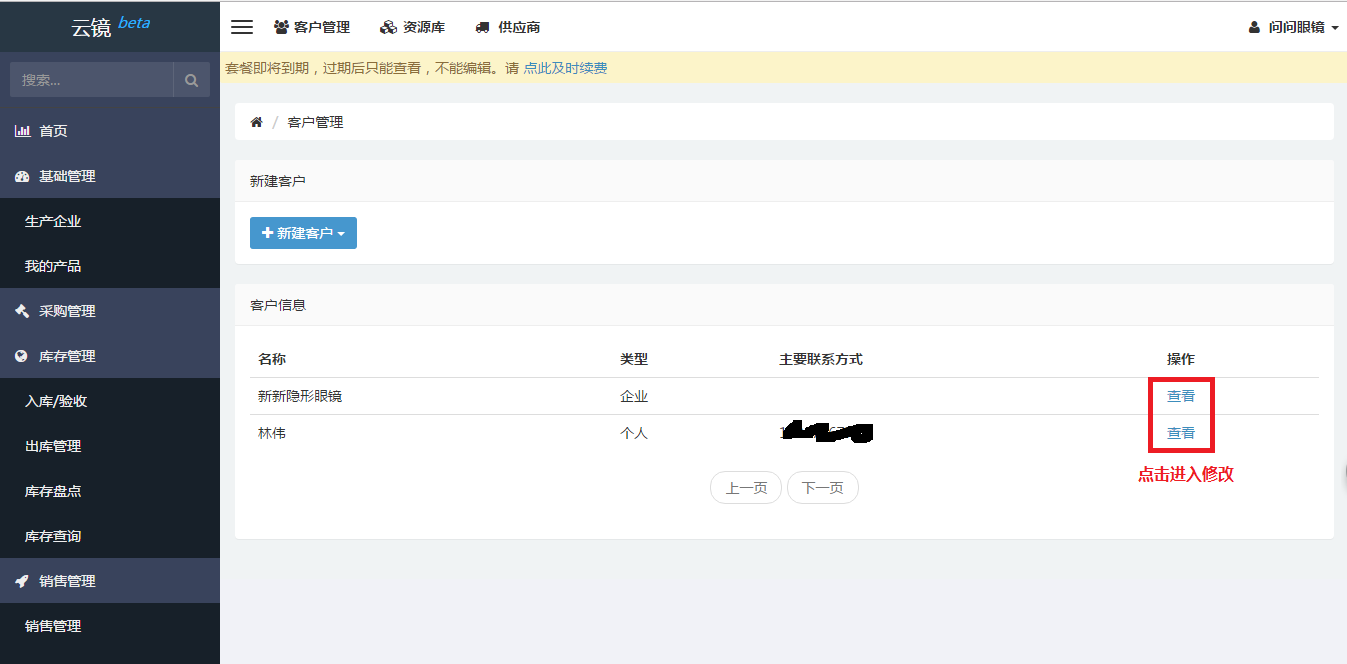 云镜 beta
客户管理 资源库 供应商 问问眼镜
套餐即将到期，过期后只能查看，不能编辑。请 点此及时续费
搜索...
首页
基础管理
生产企业
我的产品
采购管理
库存管理
入库/验收
出库管理
库存盘点
库存查询
销售管理
销售管理
/ 客户管理
新建客户
新建客户
客户信息
名称 类型 主要联系方式 操作
新新隐形眼镜 企业 查看
林伟 个人 查看
点击进入修改
上一页 下一页